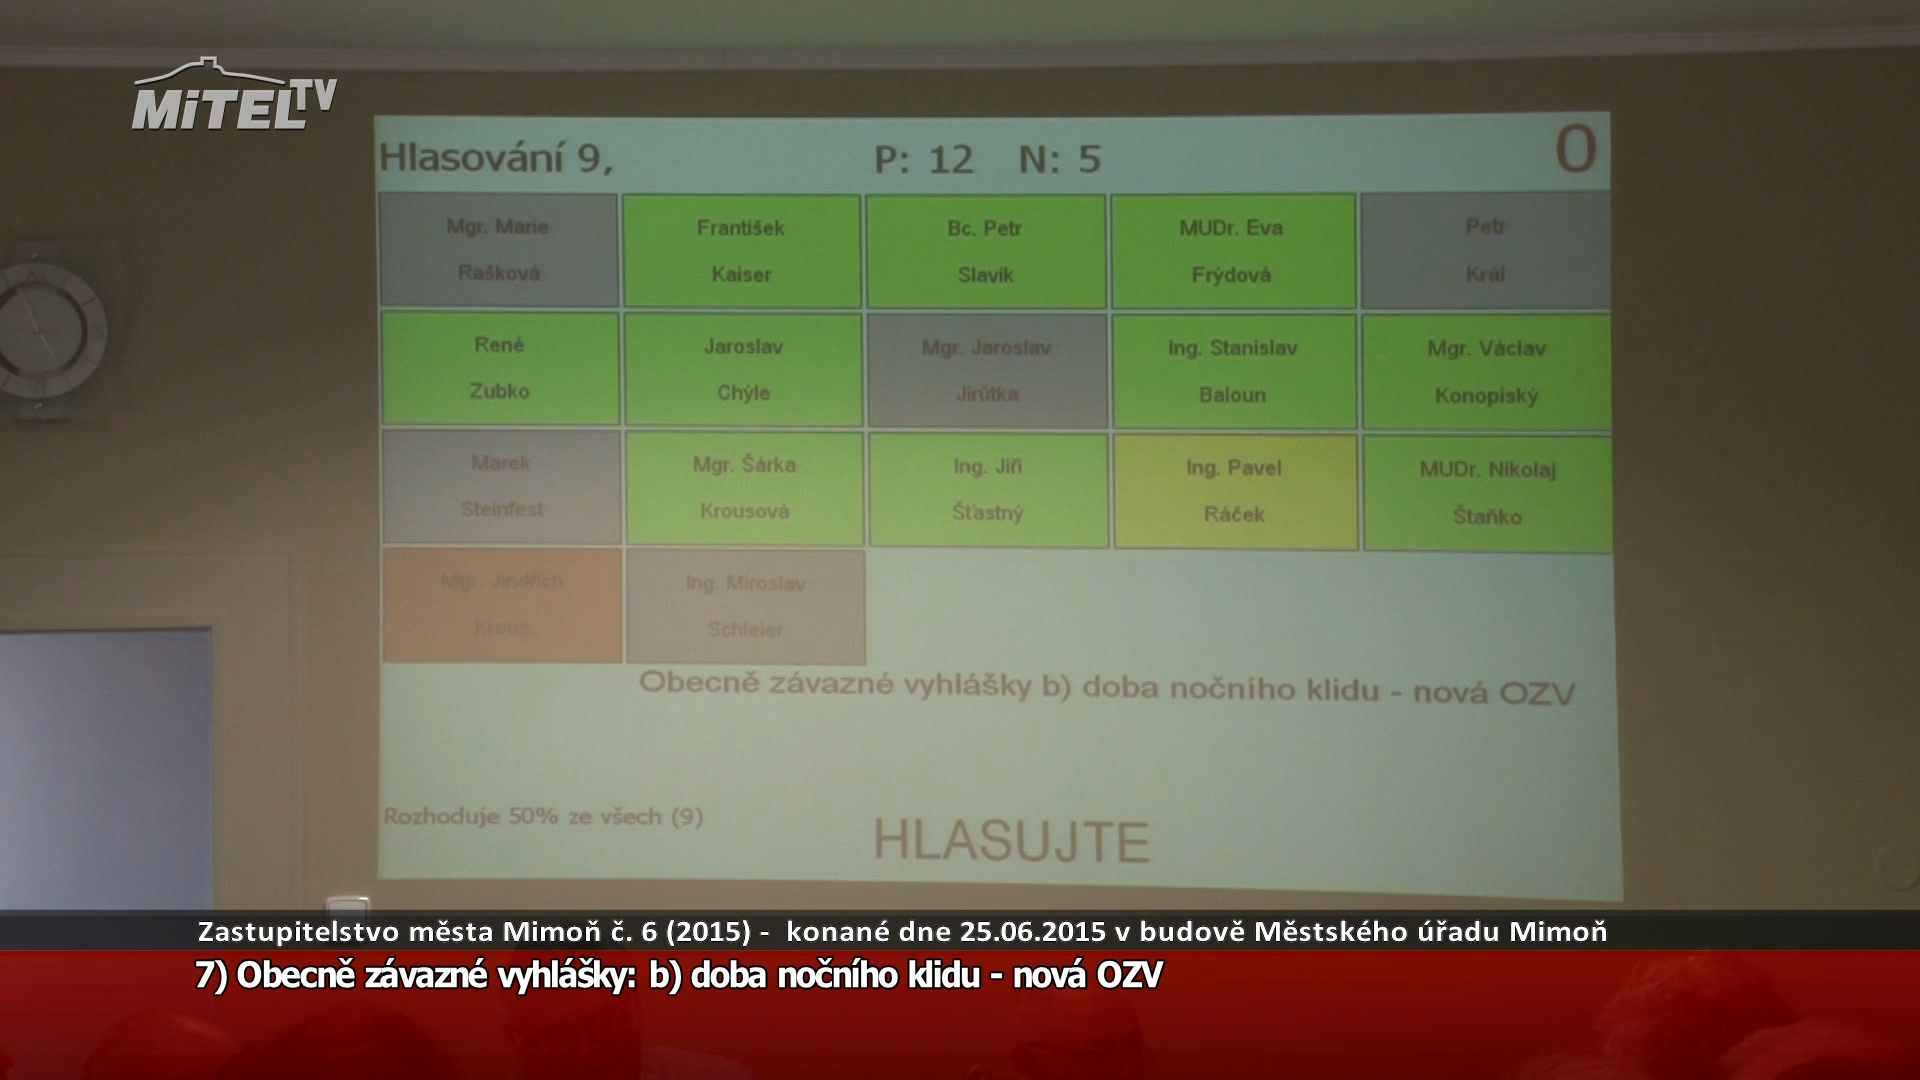 MiTEL TV
Hlasování 9, P: 12 N: 5 0
Mgr. Marie Rašková
František Kaiser
Bc. Petr Slavík
MUDr. Eva Frýdová
Petr Král
René Zubko
Jaroslav Chýle
Mgr. Jaroslav Jirůtka
Ing. Stanislav Baloun
Mgr. Václav Konopiský
Marek Steinfest
Mgr. Šárka Krousová
Ing. Jiří Šťastný
Ing. Pavel Ráček
MUDr. Nikolaj Štaňko
Mgr. Jindřich Krous
Ing. Miroslav Schleier
Obecně závazné vyhlášky b) doba nočního klidu - nová OZV
Rozhoduje 50% ze všech (9)
HLASUJTE
Zastupitelstvo města Mimoň č. 6 (2015) - konané dne 25.06.2015 v budově Městského úřadu Mimoň
7) Obecně závazné vyhlášky: b) doba nočního klidu - nová OZV